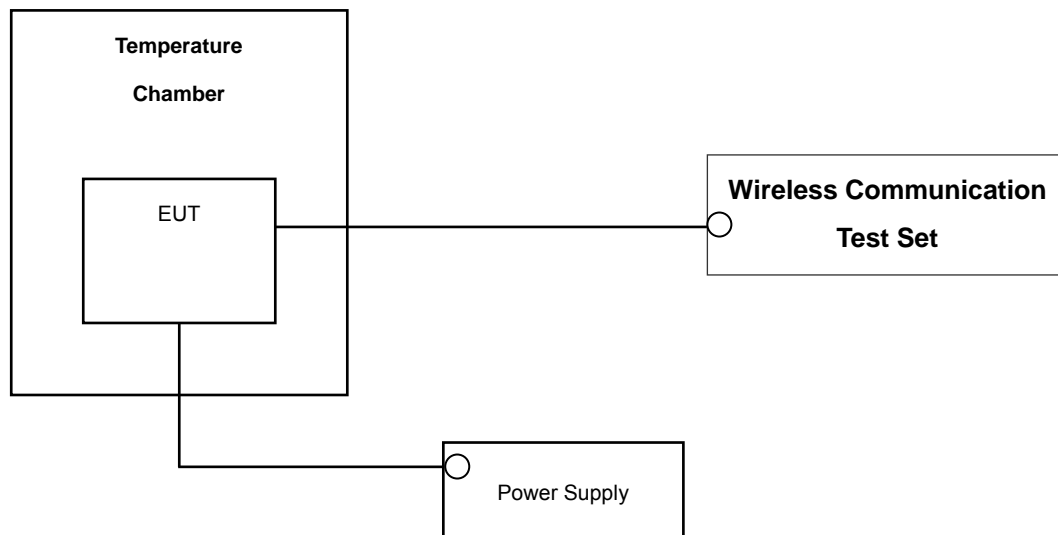 Temperature
Chamber
EUT
Wireless Communication
Test Set
Power Supply